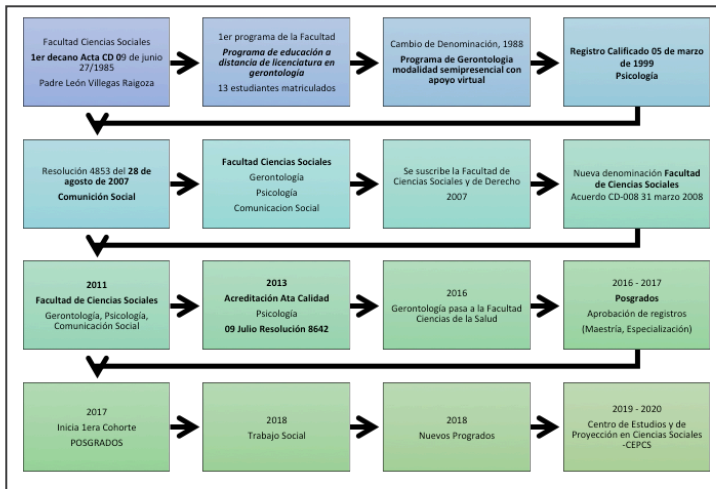 Facultad Ciencias Sociales
1er decano Acta CD 09 de junio
27/1985
Padre León Villegas Raigoza
1er programa de la Facultad
Programa de educación a
distancia de licenciatura en
gerontología
13 estudiantes matriculados
Cambio de Denominación, 1988
Programa de Gerontologia
modalidad semipresencial con
apoyo virtual
Registro Calificado 05 de marzo
de 1999
Psicología
Resolución 4853 del 28 de
agosto de 2007
Comunición Social
Facultad Ciencias Sociales
Gerontología
Psicología
Comunicacion Social
Se suscribe la Facultad de
Ciencias Sociales y de Derecho
2007
Nueva denominación Facultad
de Ciencias Sociales
Acuerdo CD-008 31 marzo 2008
2011
Facultad de Ciencias Sociales
Gerontología, Psicología,
Comunicación Social
2013
Acreditación Ata Calidad
Psicología
09 Julio Resolución 8642
2016
Gerontología pasa a la Facultad
Ciencias de la Salud
2016 - 2017
Posgrados
Aprobación de registros
(Maestría, Especialización)
2017
Inicia 1era Cohorte
POSGRADOS
2018
Trabajo Social
2018
Nuevos Progrados
2019 - 2020
Centro de Estudios y de
Proyección en Ciencias Sociales
-CEPCS